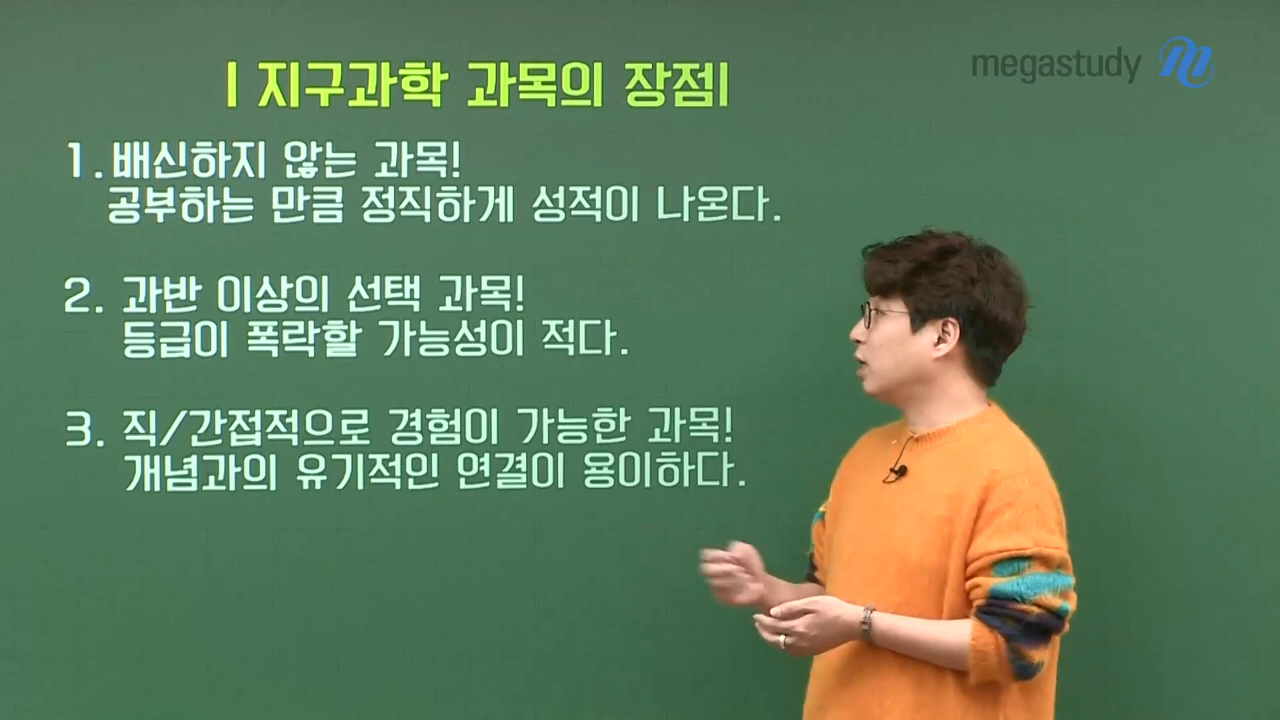 | 지구과학 과목의 장점|
megastudy
1. 배신하지 않는 과목!
공부하는 만큼 정직하게 성적이 나온다.
2. 과반 이상의 선택 과목!
등급이 폭락할 가능성이 적다.
3. 직/간접적으로 경험이 가능한 과목!
개념과의 유기적인 연결이 용이하다.